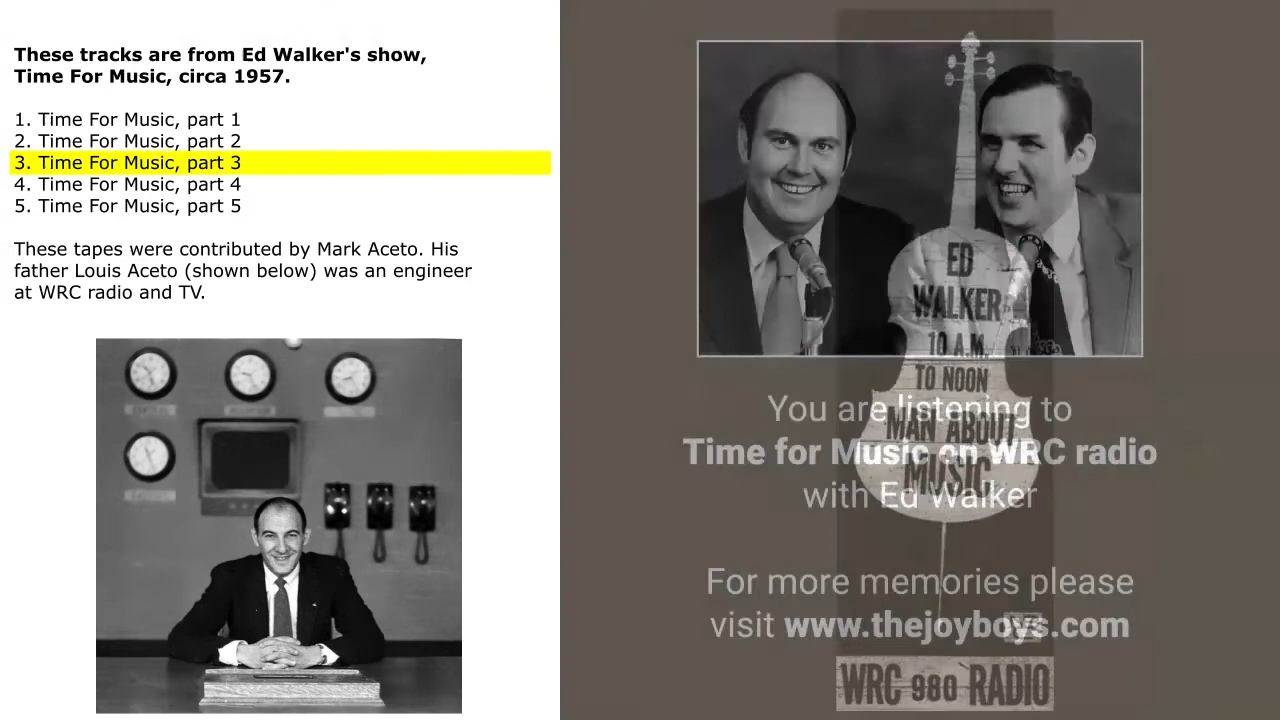 These tracks are from Ed Walker's show,
Time For Music, circa 1957.
1. Time For Music, part 1
2. Time For Music, part 2
3. Time For Music, part 3
4. Time For Music, part 4
5. Time For Music, part 5
These tapes were contributed by Mark Aceto. His
father Louis Aceto (shown below) was an engineer
at WRC radio and TV.
ED
WALKER
10 A.M.
TO NOON
MAN ABOUT
MUSIC
You are listening to
Time for Music on WRC radio
with Ed Walker
For more memories please
visit www.thejoyboys.com
WRC 980 RADIO